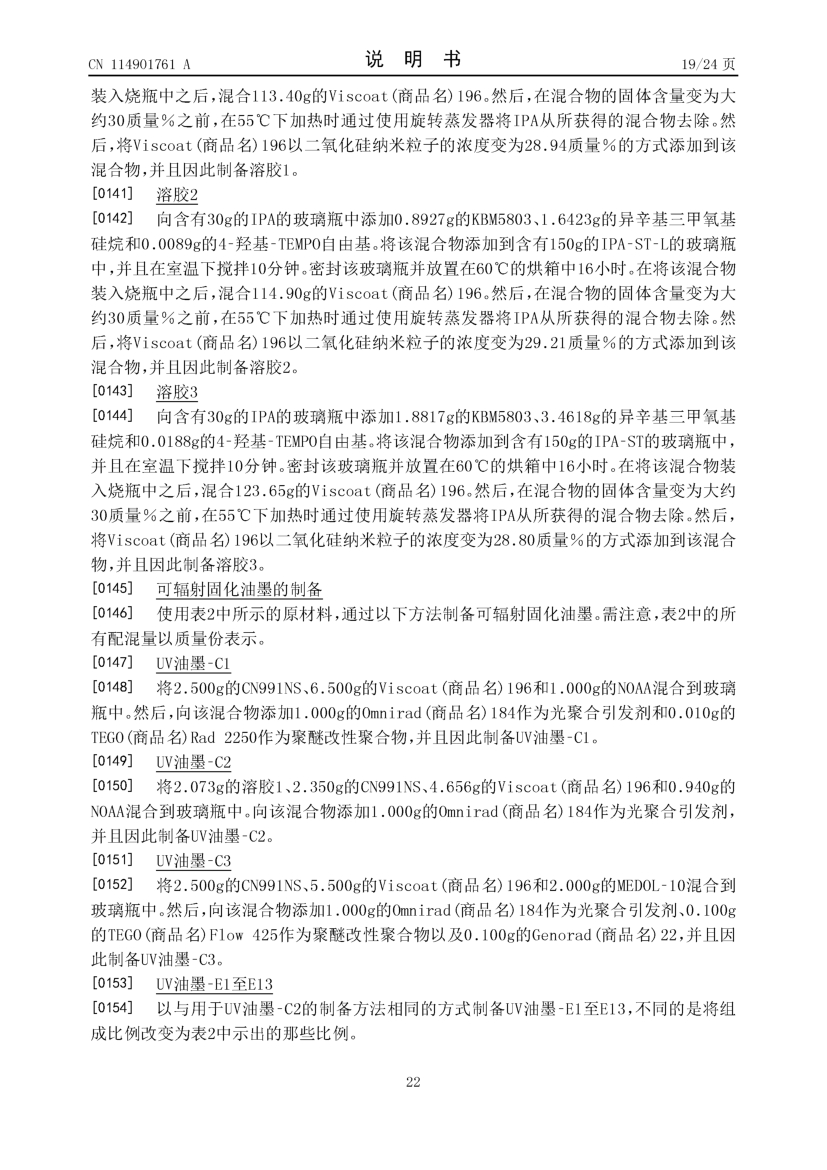 CN 114901761 A
说 明 书
19/24 页
装入烧瓶中之后,混合113.40g的Viscoat(商品名)196。然后,在混合物的固体含量变为大
约30质量%之前,在55℃下加热时通过使用旋转蒸发器将IPA从所获得的混合物去除。然
后,将Viscoat(商品名)196以二氧化硅纳米粒子的浓度变为28.94质量%的方式添加到该
混合物,并且因此制备溶胶1。
[0141] 溶胶2
[0142] 向含有30g的IPA的玻璃瓶中添加0.8927g的KBM5803、1.6423g的异辛基三甲氧基
硅烷和0.0089g的4-羟基-TEMPO自由基。将该混合物添加到含有150g的IPA-ST-L的玻璃瓶
中,并且在室温下搅拌10分钟。密封该玻璃瓶并放置在60℃的烘箱中16小时。在将该混合物
装入烧瓶中之后,混合114.90g的Viscoat(商品名)196。然后,在混合物的固体含量变为大
约30质量%之前,在55℃下加热时通过使用旋转蒸发器将IPA从所获得的混合物去除。然
后,将Viscoat(商品名)196以二氧化硅纳米粒子的浓度变为29.21质量%的方式添加到该
混合物,并且因此制备溶胶2。
[0143] 溶胶3
[0144] 向含有30g的IPA的玻璃瓶中添加1.8817g的KBM5803、3.4618g的异辛基三甲氧基
硅烷和0.0188g的4-羟基-TEMPO自由基。将该混合物添加到含有150g的IPA-ST的玻璃瓶中,
并且在室温下搅拌10分钟。密封该玻璃瓶并放置在60℃的烘箱中16小时。在将该混合物装
入烧瓶中之后,混合123.65g的Viscoat(商品名)196。然后,在混合物的固体含量变为大约
30质量%之前,在55℃下加热时通过使用旋转蒸发器将IPA从所获得的混合物去除。然后,
将Viscoat(商品名)196以二氧化硅纳米粒子的浓度变为28.80质量%的方式添加到该混合
物,并且因此制备溶胶3。
[0145] 可辐射固化油墨的制备
[0146] 使用表2中所示的原材料,通过以下方法制备可辐射固化油墨。需注意,表2中的所
有配混量以质量份表示。
[0147] UV油墨-C1
[0148] 将2.500g的CN991NS、6.500g的Viscoat(商品名)196和1.000g的NOAA混合到玻璃
瓶中。然后,向该混合物添加1.000g的Omnirad(商品名)184作为光聚合引发剂和0.010g的
TEGO(商品名)Rad 2250作为聚醚改性聚合物,并且因此制备UV油墨-C1。
[0149] UV油墨-C2
[0150] 将2.073g的溶胶1、2.350g的CN991NS、4.656g的Viscoat(商品名)196和0.940g的
NOAA混合到玻璃瓶中。向该混合物添加1.000g的Omnirad(商品名)184作为光聚合引发剂,
并且因此制备UV油墨-C2。
[0151] UV油墨-C3
[0152] 将2.500g的CN991NS、5.500g的Viscoat(商品名)196和2.000g的MEDOL-10混合到
玻璃瓶中。然后,向该混合物添加1.000g的Omnirad(商品名)184作为光聚合引发剂、0.100g
的TEGO(商品名)Flow 425作为聚醚改性聚合物以及0.100g的Genorad(商品名)22,并且因
此制备UV油墨-C3。
[0153] UV油墨-E1至E13
[0154] 以与用于UV油墨-C2的制备方法相同的方式制备UV油墨-E1至E13,不同的是将组
成比例改变为表2中示出的那些比例。
22